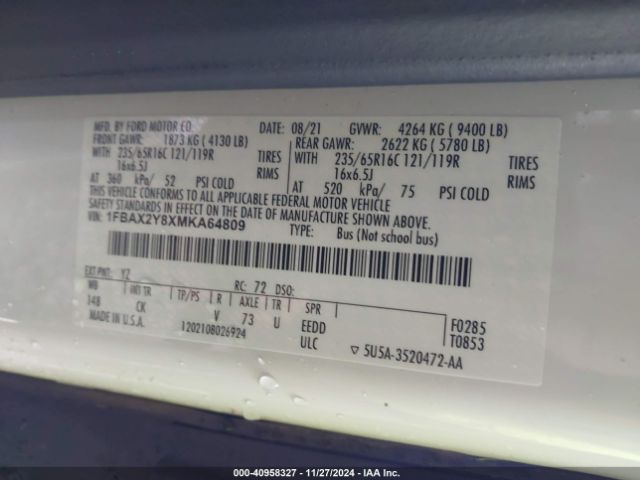 MFD. BY FORD MOTOR CO. DATE: 08/21 GVWR: 4264 KG ( 9400 LB)
FRONT GAWR: 1873 KG ( 4130 LB) REAR GAWR: 2622 KG ( 5780 LB)
WITH 235/65R16C 121/119R TIRES WITH 235/65R16C 121/119R TIRES
16x6.5J RIMS 16x6.5J RIMS
AT 360 kPa/ 52 PSI COLD AT 520 kPa/ 75 PSI COLD
THIS VEHICLE CONFORMS TO ALL APPLICABLE FEDERAL MOTOR VEHICLE
SAFETY STANDARDS IN EFFECT ON THE DATE OF MANUFACTURE SHOWN ABOVE.
VIN: 1FBAX2Y8XMKA64809
TYPE: Bus (Not school bus)
EXT PNT: YZ RC: 72 DSO:
WB INT TR TP/PS R AXLE TR SPR
148 CK V 73 U EEDD F0285
MADE IN U.S.A. ULC T0853
1202108026924
5U5A-3520472-AA
000-40958327 - 11/27/2024 - IAA Inc.